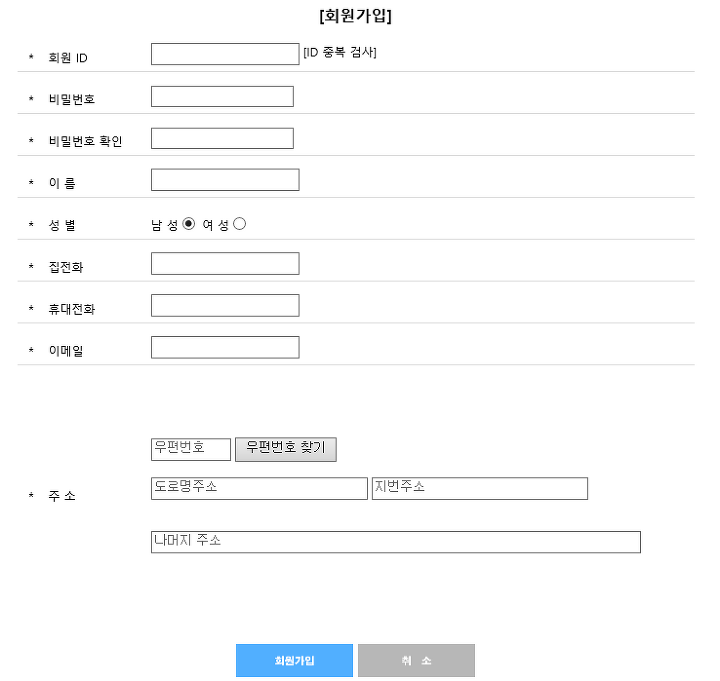 [회원가입]
* 회원 ID [ID 중복 검사]
* 비밀번호
* 비밀번호 확인
* 이 름
* 성 별 남 성 여 성
* 집전화
* 휴대전화
* 이메일
우편번호 우편번호 찾기
도로명주소 지번주소
* 주 소
나머지 주소
회원가입 취 소